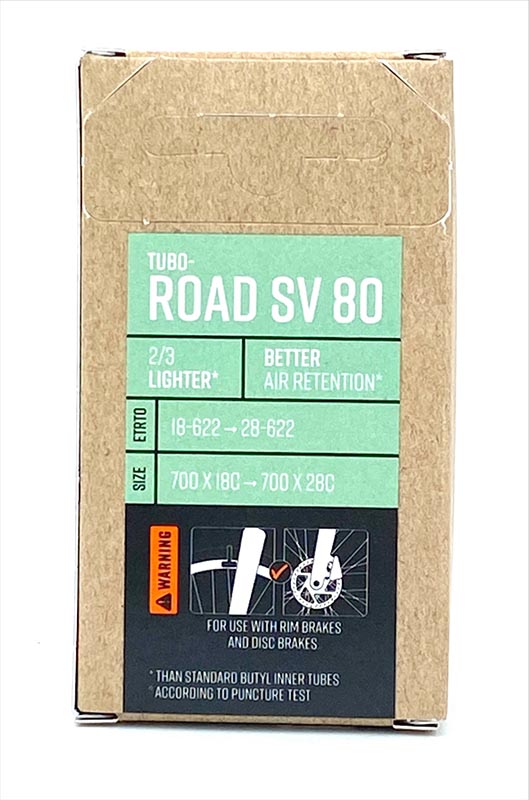 TUBO-
ROAD SV 80
2/3
LIGHTER*
BETTER
AIR RETENTION*
ETRTO
18-622 → 28-622
SIZE
700 X 18C → 700 X 28C
WARNING
FOR USE WITH RIM BRAKES
AND DISC BRAKES
* THAN STANDARD BUTYL INNER TUBES
° ACCORDING TO PUNCTURE TEST